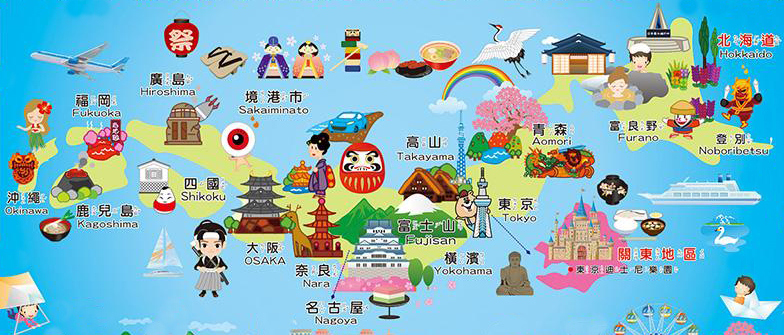 祭
北海道
Hokkaido
廣島
Hiroshima
福岡
Fukuoka
境港市
Sakaiminato
高山
Takayama
青森
Aomori
富良野
Furano
登別
Noboribetsu
沖繩
Okinawa
鹿兒島
Kagoshima
四國
Shikoku
東京
Tokyo
富士山
Fujisan
大阪
OSAKA
奈良
Nara
橫濱
Yokohama
關東地區
東京迪士尼樂園
名古屋
Nagoya